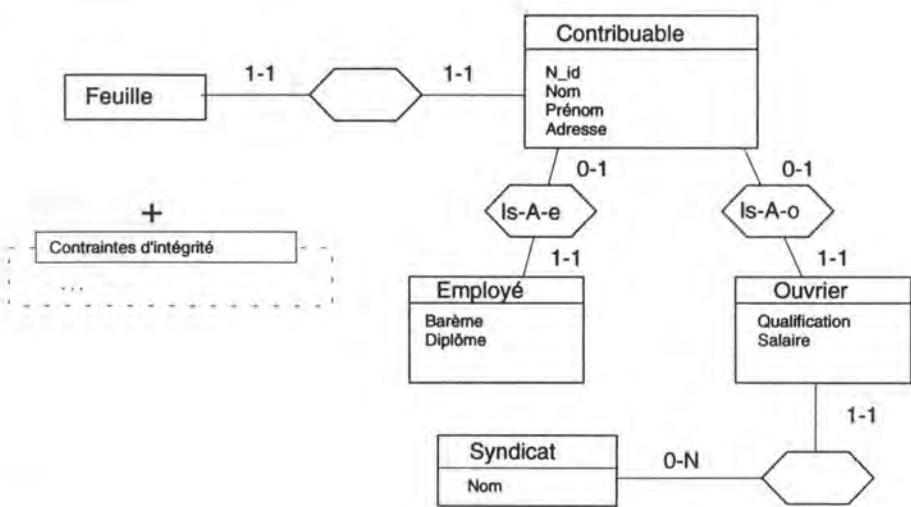 Contribuable
N_id
Nom
Prénom
Adresse
Feuille
1-1
1-1
0-1
0-1
Is-A-e
Is-A-o
1-1
1-1
+
Contraintes d'intégrité
...
Employé
Barème
Diplôme
Ouvrier
Qualification
Salaire
1-1
Syndicat
Nom
0-N